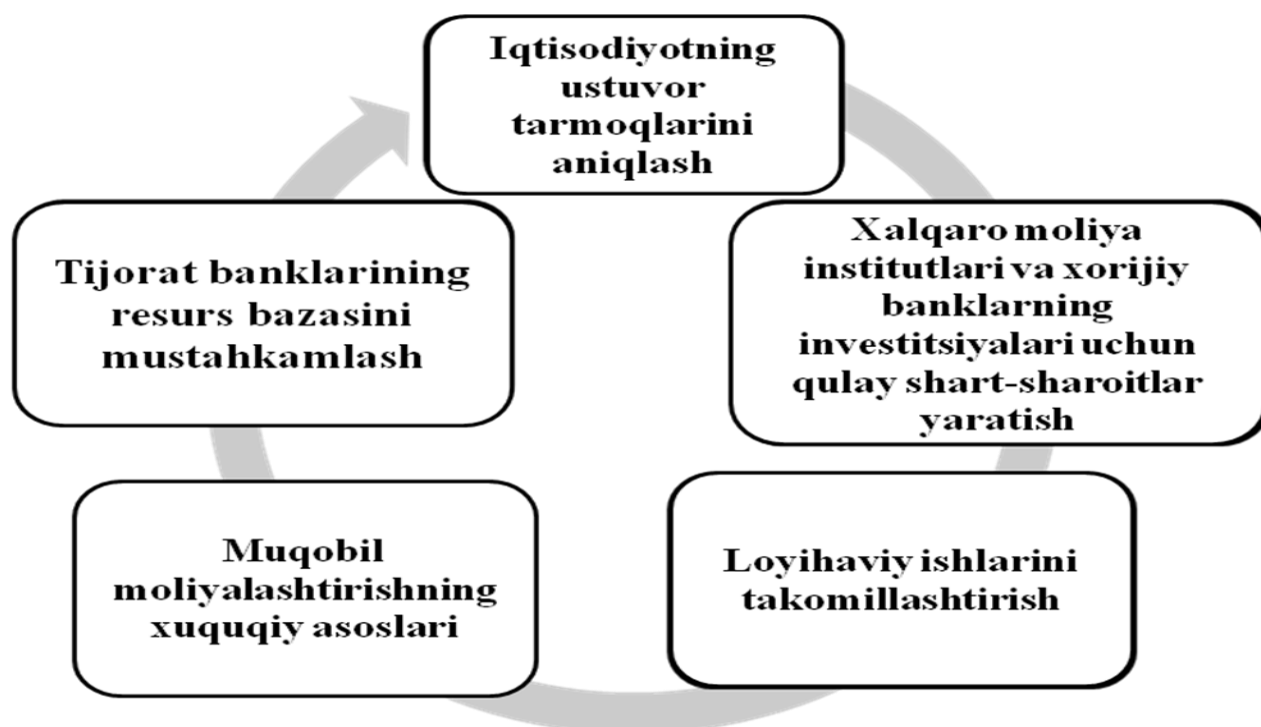 Iqtisodiyotning
ustuvor
tarmoqlarini
aniqlash
Xalqaro moliya
institutlari va xorijiy
banklarning
investitsiyalari uchun
qulay shart-sharoitlar
yaratish
Loyihaviy ishlarini
takomillashtirish
Muqobil
moliyalashtirishning
xuquqiy asoslari
Tijorat banklarining
resurs bazasini
mustahkamlash